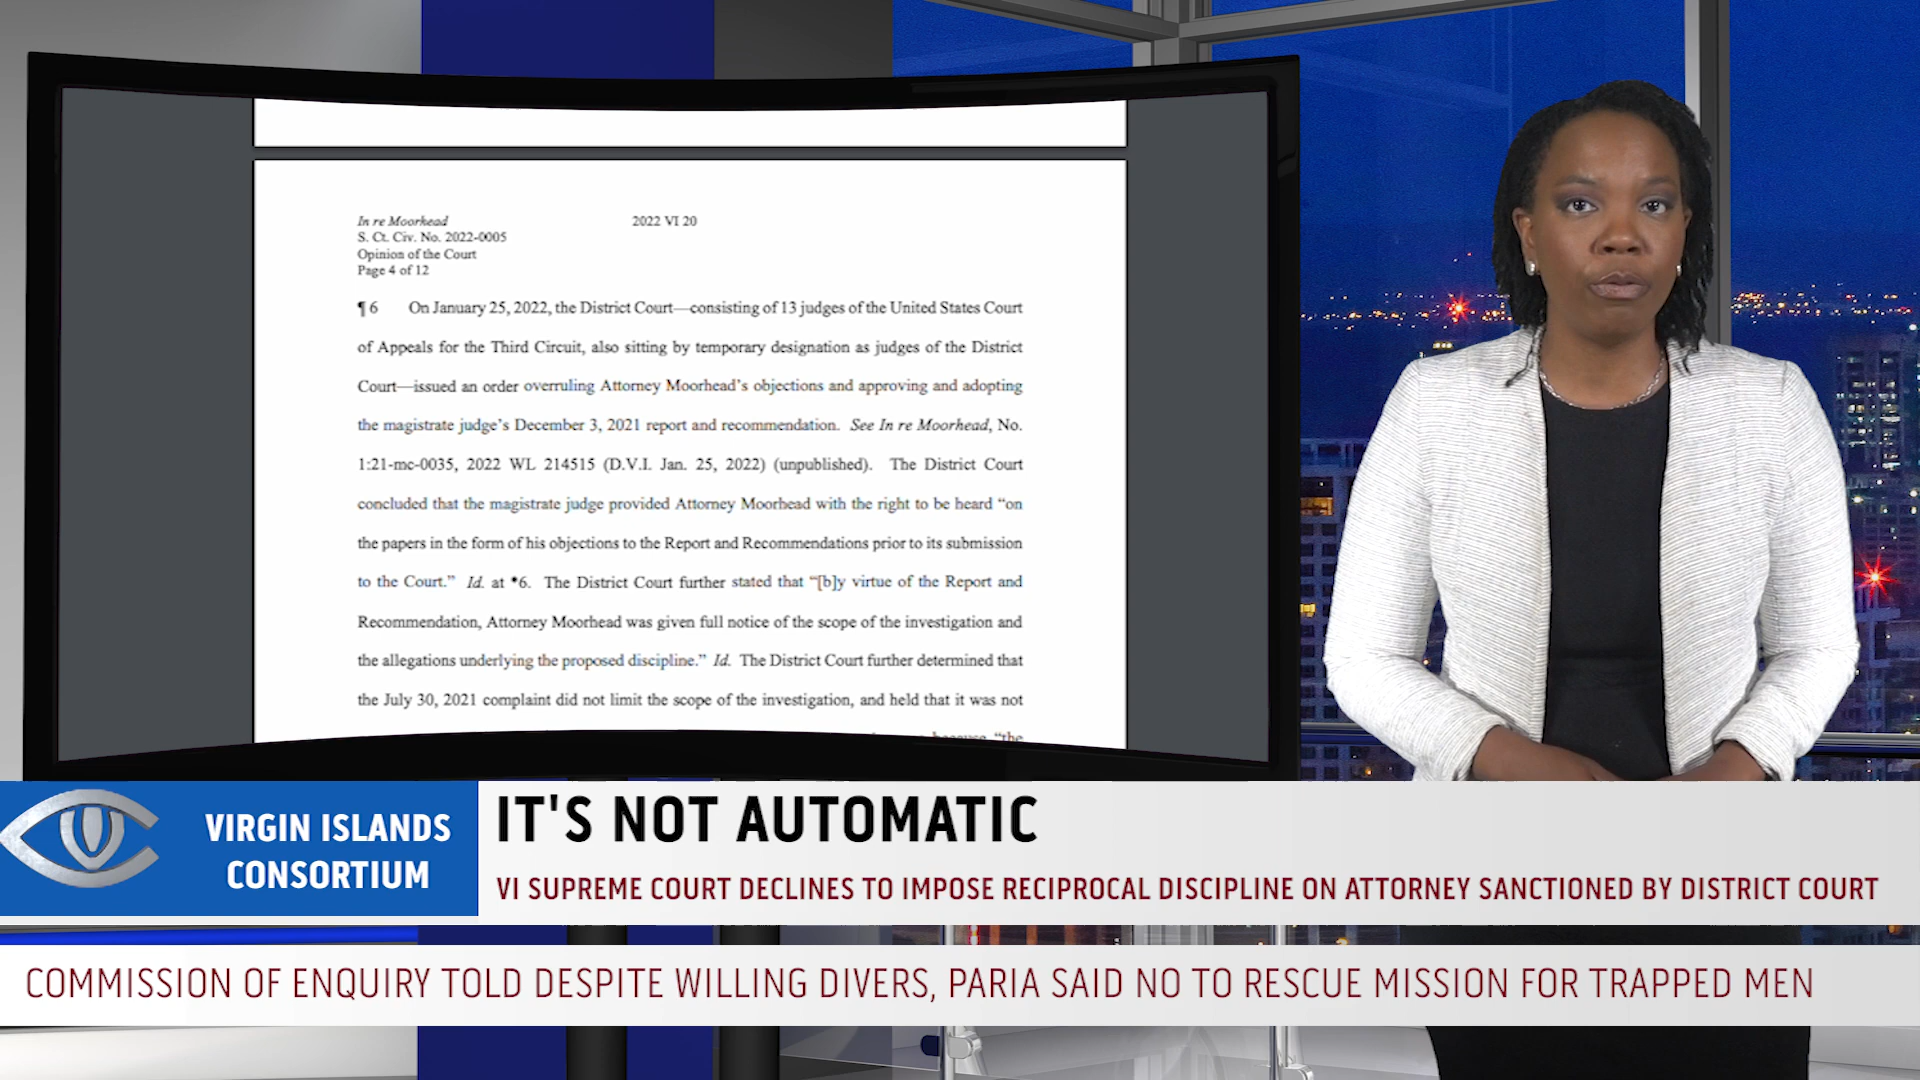 In re Moorhead 2022 VI 20
S. Ct. Civ. No. 2022-0005
Opinion of the Court
Page 4 of 12
¶ 6 On January 25, 2022, the District Court—consisting of 13 judges of the United States Court
of Appeals for the Third Circuit, also sitting by temporary designation as judges of the District
Court—issued an order overruling Attorney Moorhead’s objections and approving and adopting
the magistrate judge’s December 3, 2021 report and recommendation. See In re Moorhead, No.
1:21-mc-0035, 2022 WL 214515 (D.V.I. Jan. 25, 2022) (unpublished). The District Court
concluded that the magistrate judge provided Attorney Moorhead with the right to be heard “on
the papers in the form of his objections to the Report and Recommendations prior to its submission
to the Court.” Id. at *6. The District Court further stated that “[b]y virtue of the Report and
Recommendation, Attorney Moorhead was given full notice of the scope of the investigation and
the allegations underlying the proposed discipline.” Id. The District Court further determined that
the July 30, 2021 complaint did not limit the scope of the investigation, and held that it was not
because “the
VIRGIN ISLANDS
CONSORTIUM
IT'S NOT AUTOMATIC
VI SUPREME COURT DECLINES TO IMPOSE RECIPROCAL DISCIPLINE ON ATTORNEY SANCTIONED BY DISTRICT COURT
COMMISSION OF ENQUIRY TOLD DESPITE WILLING DIVERS, PARIA SAID NO TO RESCUE MISSION FOR TRAPPED MEN